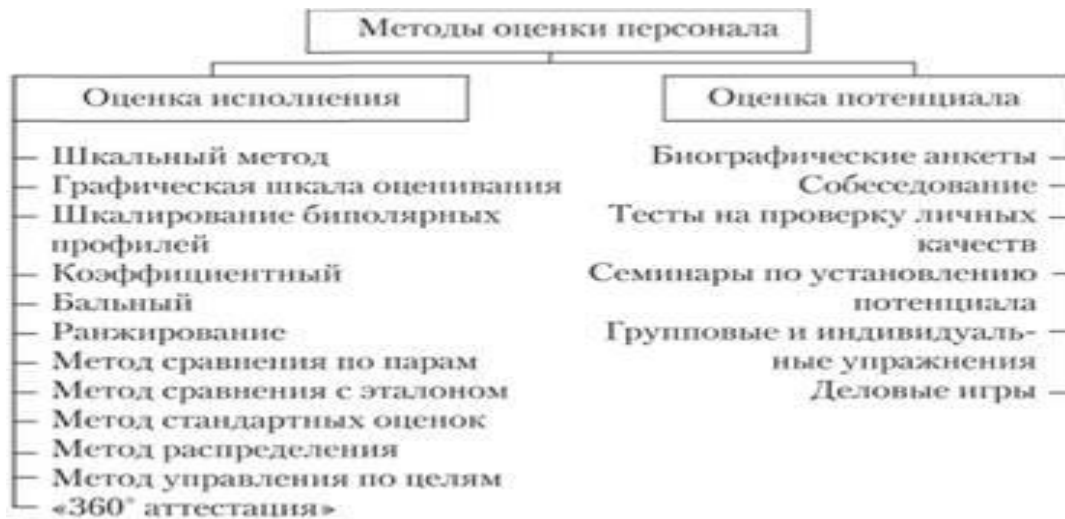 Методы оценки персонала
Оценка исполнения
Шкальный метод
Графическая шкала оценивания
Шкалирование биполярных
профилей
Коэффициентный
Бальный
Ранжирование
Метод сравнения по парам
Метод сравнения с эталоном
Метод стандартных оценок
Метод распределения
Метод управления по целям
«360° аттестация»
Оценка потенциала
Биографические анкеты
Собеседование
Тесты на проверку личных
качеств
Семинары по установлению
потенциала
Групповые и индивидуаль-
ные упражнения
Деловые игры